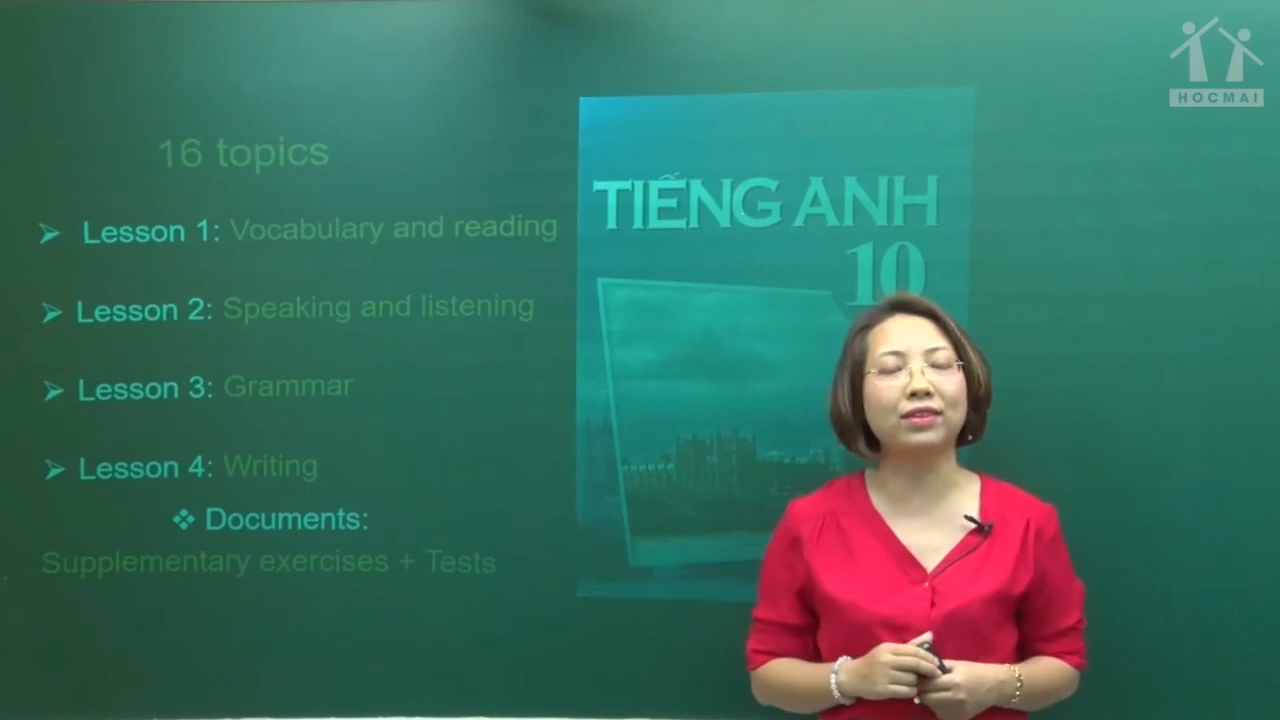 HOCMAI
16 topics
➢ Lesson 1: Vocabulary and reading
➢ Lesson 2: Speaking and listening
➢ Lesson 3: Grammar
➢ Lesson 4: Writing
❖ Documents:
Supplementary exercises + Tests
TIẾNG ANH
10